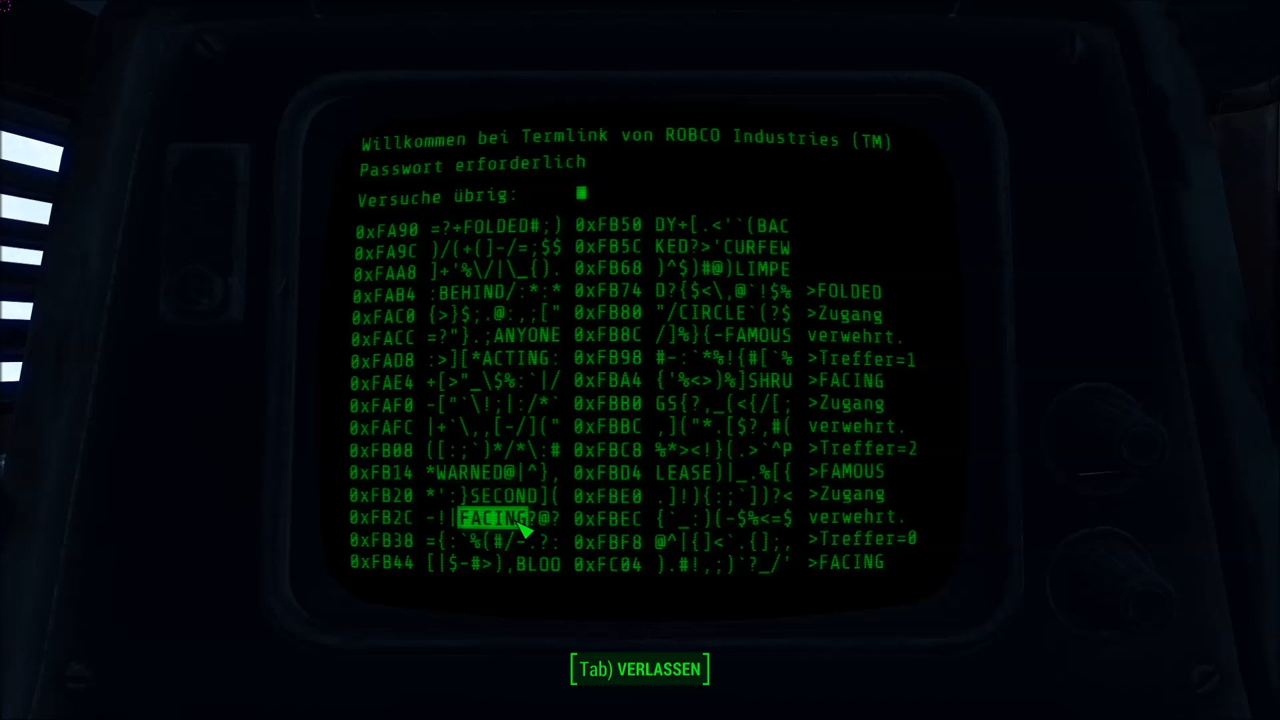 Willkommen bei Termlink von ROBCO Industries (TM)
Passwort erforderlich
Versuche übrig:
0xFA90 =?+FOLDED#;) 0xFB50 DY+[.<'`(BAC
0xFA9C )/(+(]-/=;$$ 0xFB5C KED?>'CURFEW
0xFAA8 ]+'%\/|\_{). 0xFB68 )^$)#@)LIMPE
0xFAB4 :BEHIND/:*:* 0xFB74 D?{$<\,@`!$% >FOLDED
0xFAC0 {>}$;.@:,;[" 0xFB80 "/CIRCLE`(?$ >Zugang
0xFACC =?"}.;ANYONE 0xFB8C /]%}{-FAMOUS verwehrt.
0xFAD8 :>][*ACTING: 0xFB98 #-:`*%!{#[`% >Treffer=1
0xFAE4 +[>"_\$%:`|/ 0xFBA4 {'%<>)%]SHRU >FACING
0xFAF0 -["`\!;|:/*` 0xFBB0 GS{?,_(<{/[; >Zugang
0xFAFC |+`\,,[-/](" 0xFBBC ,]("*.[$?,#( verwehrt.
0xFB08 ([:;`)*/*\:# 0xFBC8 %*><!}(.>`^P >Treffer=2
0xFB14 *WARNED@|^}, 0xFBD4 LEASE)|_.%[{ >FAMOUS
0xFB20 *':}SECOND]( 0xFBE0 .]!){:;`])?< >Zugang
0xFB2C -!|FACING?@? 0xFBEC {`_:)(-$%<=$ verwehrt.
0xFB38 ={:`%(#/-.?: 0xFBF8 @^|{]<`.{];, >Treffer=0
0xFB44 [|$-#>),BLOO 0xFC04 ).#!,;)`?_/' >FACING
[Tab) VERLASSEN]